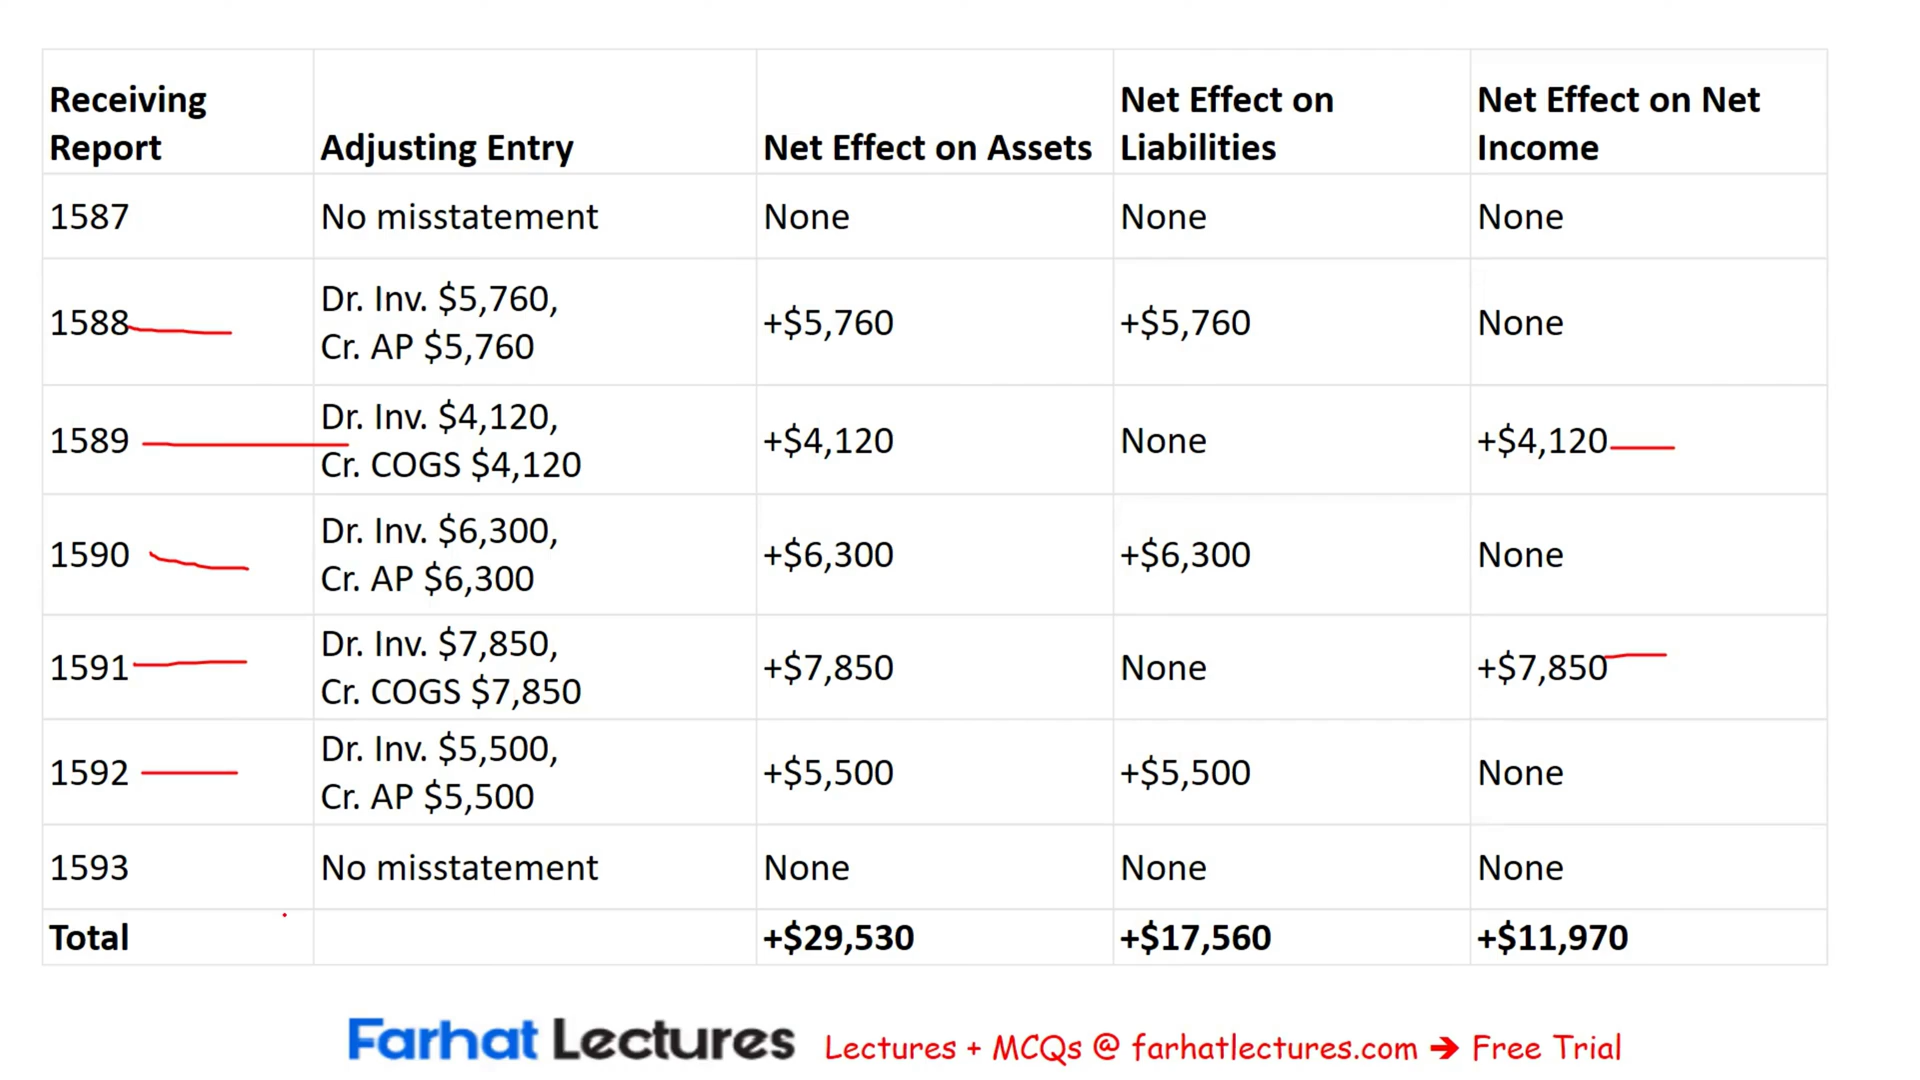 Receiving Report
Adjusting Entry
Net Effect on Assets
Net Effect on Liabilities
Net Effect on Net Income
1587
No misstatement
None
None
None
1588
Dr. Inv. $5,760,
Cr. AP $5,760
+$5,760
+$5,760
None
1589
Dr. Inv. $4,120,
Cr. COGS $4,120
+$4,120
None
+$4,120
1590
Dr. Inv. $6,300,
Cr. AP $6,300
+$6,300
+$6,300
None
1591
Dr. Inv. $7,850,
Cr. COGS $7,850
+$7,850
None
+$7,850
1592
Dr. Inv. $5,500,
Cr. AP $5,500
+$5,500
+$5,500
None
1593
No misstatement
None
None
None
Total
+$29,530
+$17,560
+$11,970
Farhat Lectures
Lectures + MCQs @ farhatlectures.com → Free Trial